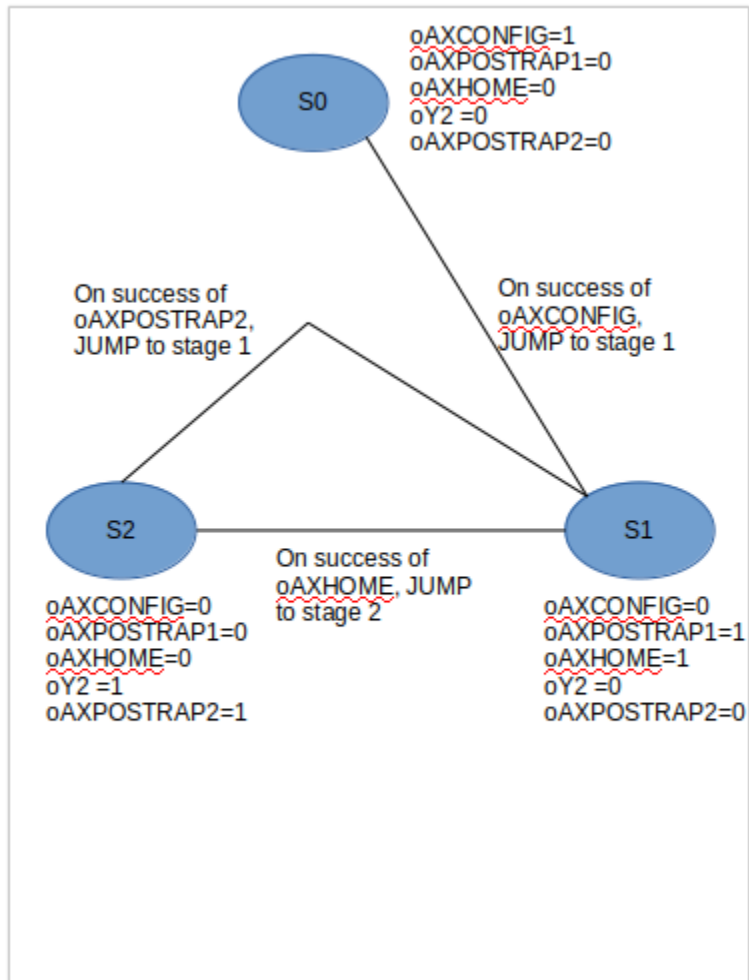 S0
oAXCONFIG=1
oAXPOSTRAP1=0
oAXHOME=0
oY2 =0
oAXPOSTRAP2=0
On success of
oAXPOSTRAP2,
JUMP to stage 1
On success of
oAXCONFIG,
JUMP to stage 1
S2
S1
On success of
oAXHOME, JUMP
to stage 2
oAXCONFIG=0
oAXPOSTRAP1=0
oAXHOME=0
oY2 =1
oAXPOSTRAP2=1
oAXCONFIG=0
oAXPOSTRAP1=1
oAXHOME=1
oY2 =0
oAXPOSTRAP2=0